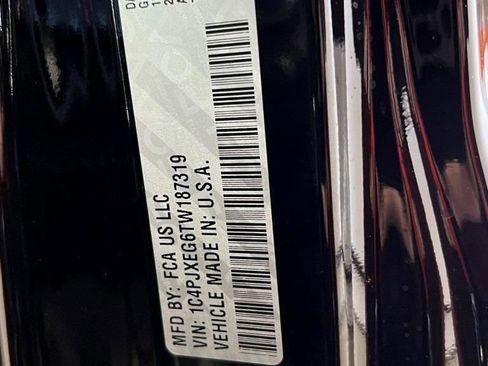 MFD BY: FCA US LLC
VIN: 1C4PJXEG6TW187319
VEHICLE MADE IN: U.S.A.